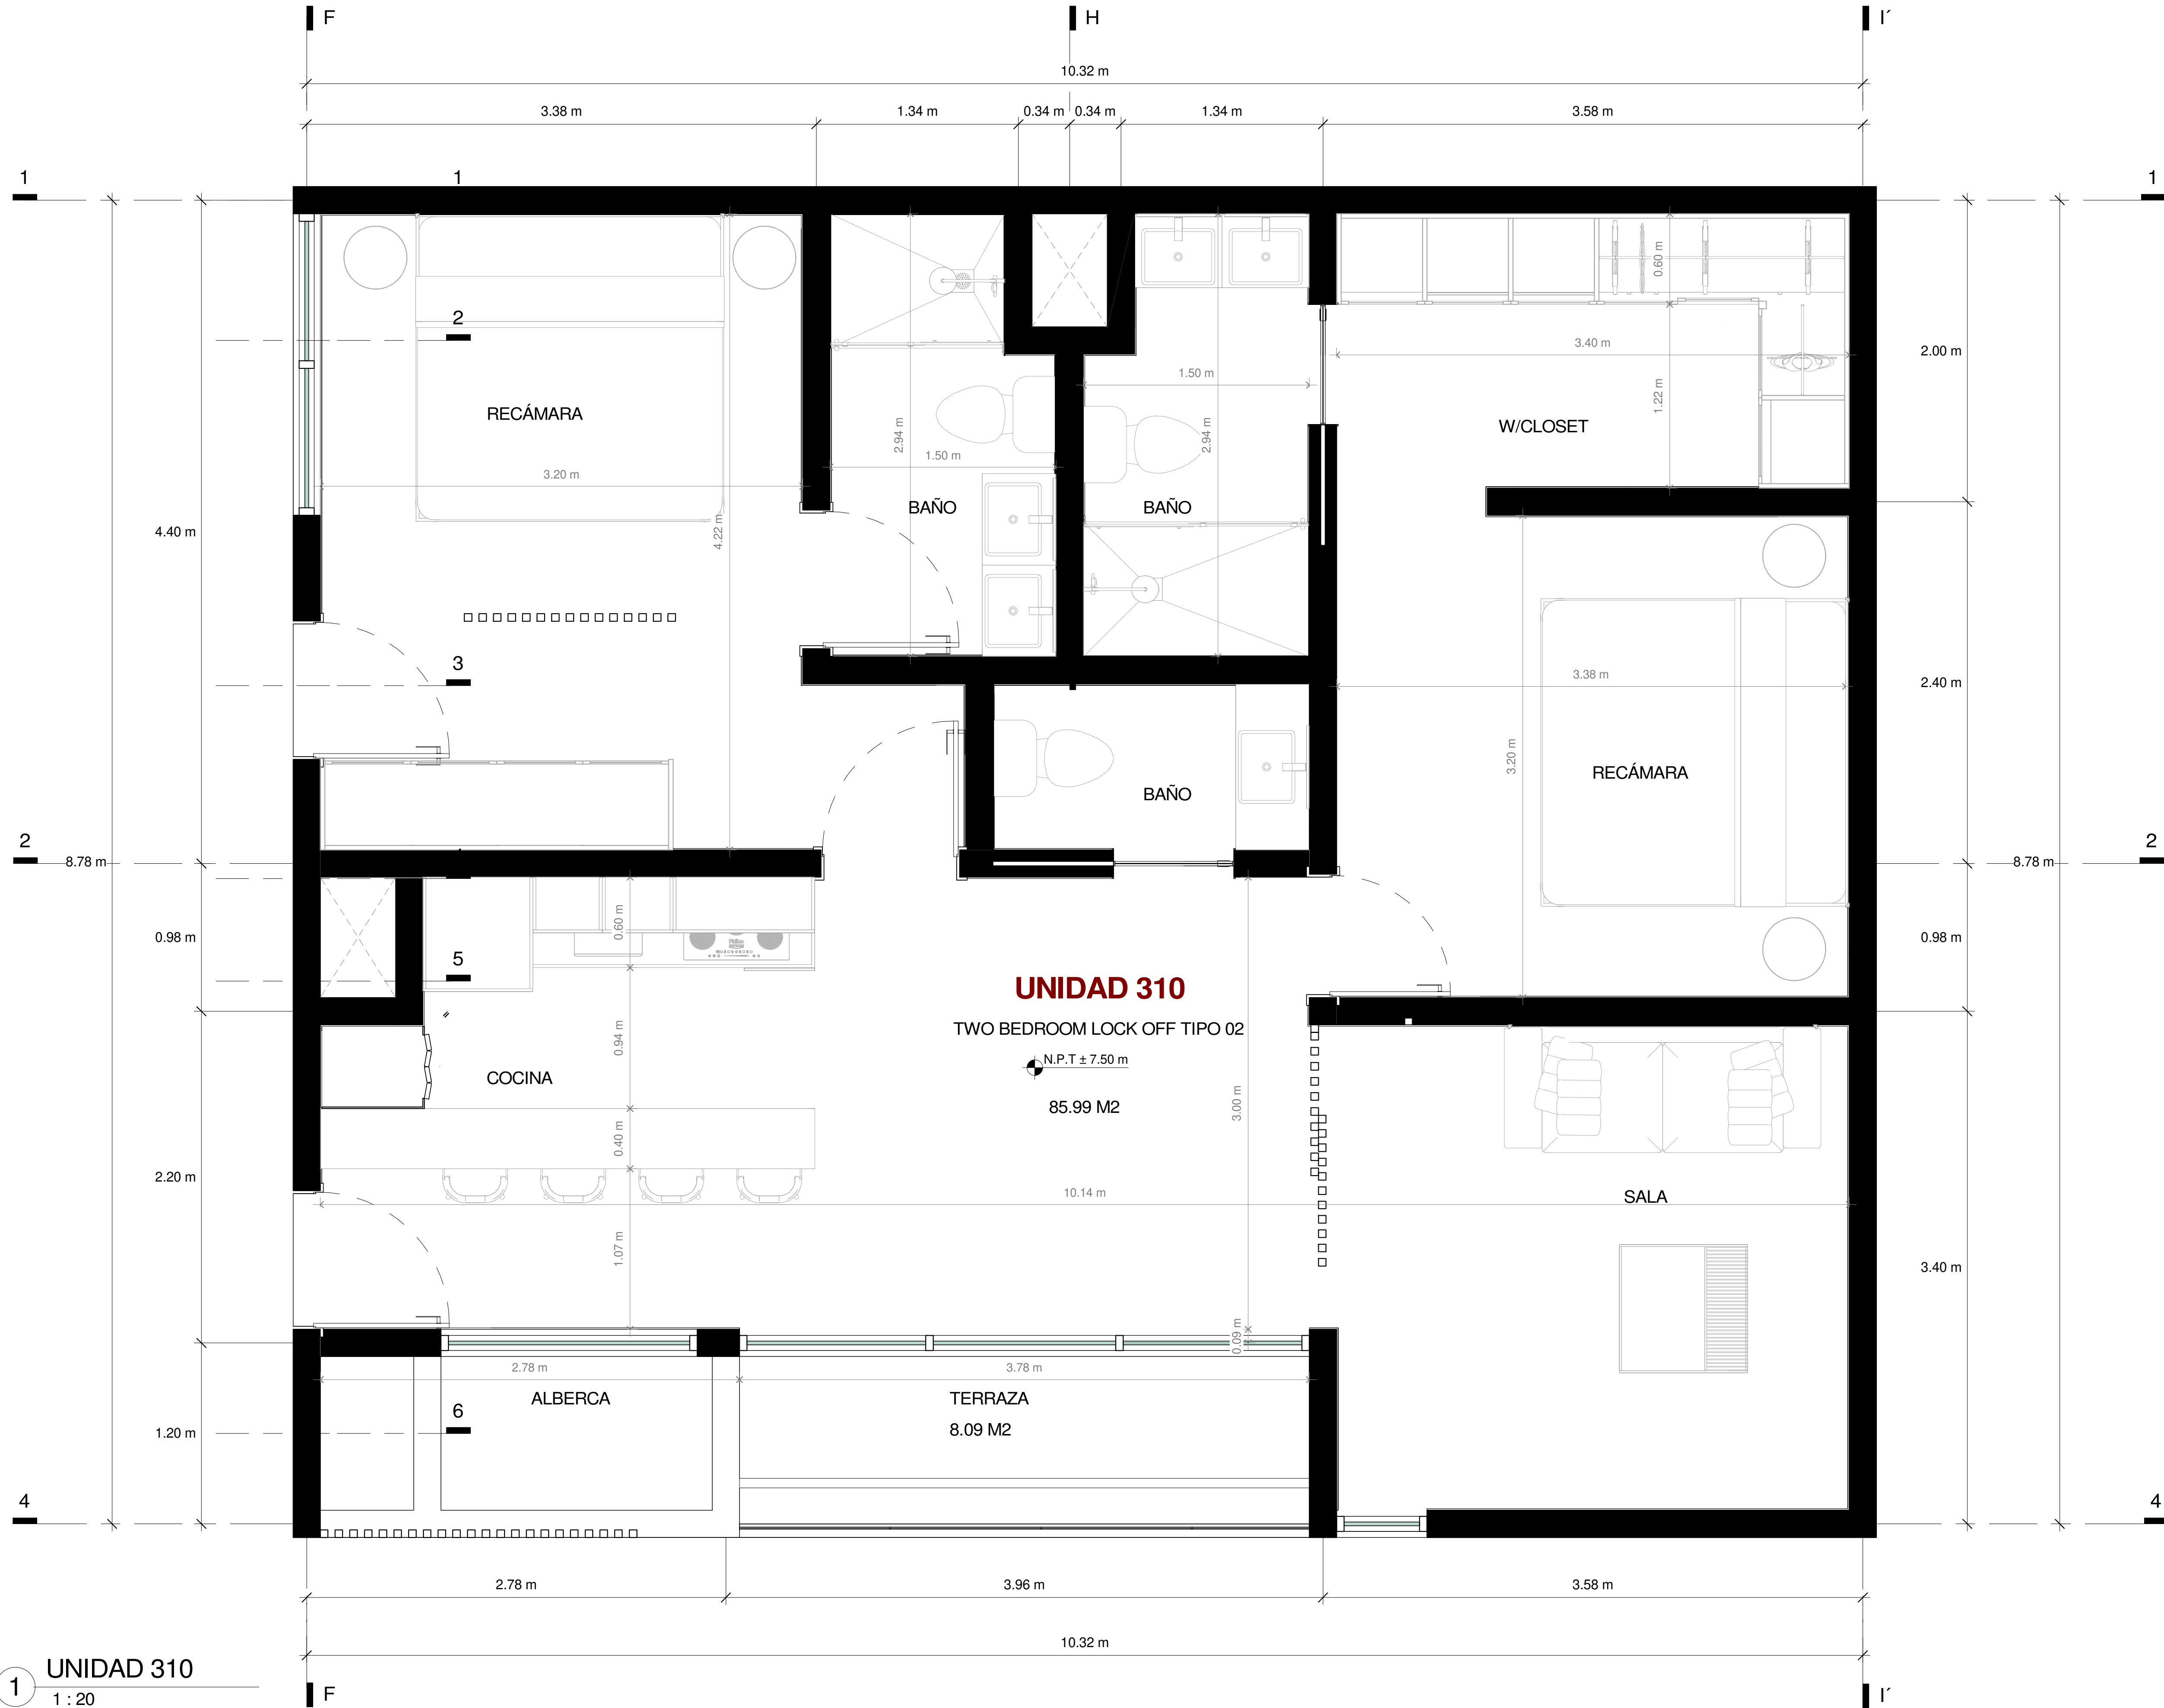 F
H
I´
10.32 m
3.38 m
1.34 m
0.34 m
0.34 m
1.34 m
3.58 m
1
1
1
2
RECÁMARA
3.20 m
4.22 m
4.40 m
BAÑO
2.94 m
1.50 m
BAÑO
2.94 m
1.50 m
0.60 m
3.40 m
1.22 m
W/CLOSET
2.00 m
3
3.38 m
2.40 m
3.20 m
RECÁMARA
BAÑO
2
8.78 m
8.78 m
2
0.98 m
0.60 m
0.98 m
5
UNIDAD 310
TWO BEDROOM LOCK OFF TIPO 02
N.P.T ± 7.50 m
85.99 M2
0.94 m
COCINA
3.00 m
0.40 m
2.20 m
10.14 m
SALA
1.07 m
3.40 m
0.09 m
2.78 m
3.78 m
ALBERCA
TERRAZA
8.09 M2
6
1.20 m
4
4
2.78 m
3.96 m
3.58 m
10.32 m
1
UNIDAD 310
1 : 20
F
I´